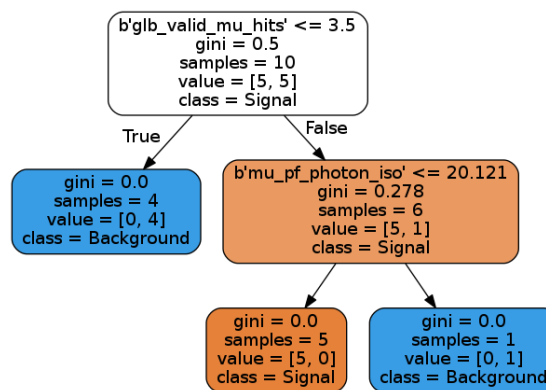 b'glb_valid_mu_hits' <= 3.5
gini = 0.5
samples = 10
value = [5, 5]
class = Signal
True
False
gini = 0.0
samples = 4
value = [0, 4]
class = Background
b'mu_pf_photon_iso' <= 20.121
gini = 0.278
samples = 6
value = [5, 1]
class = Signal
gini = 0.0
samples = 5
value = [5, 0]
class = Signal
gini = 0.0
samples = 1
value = [0, 1]
class = Background